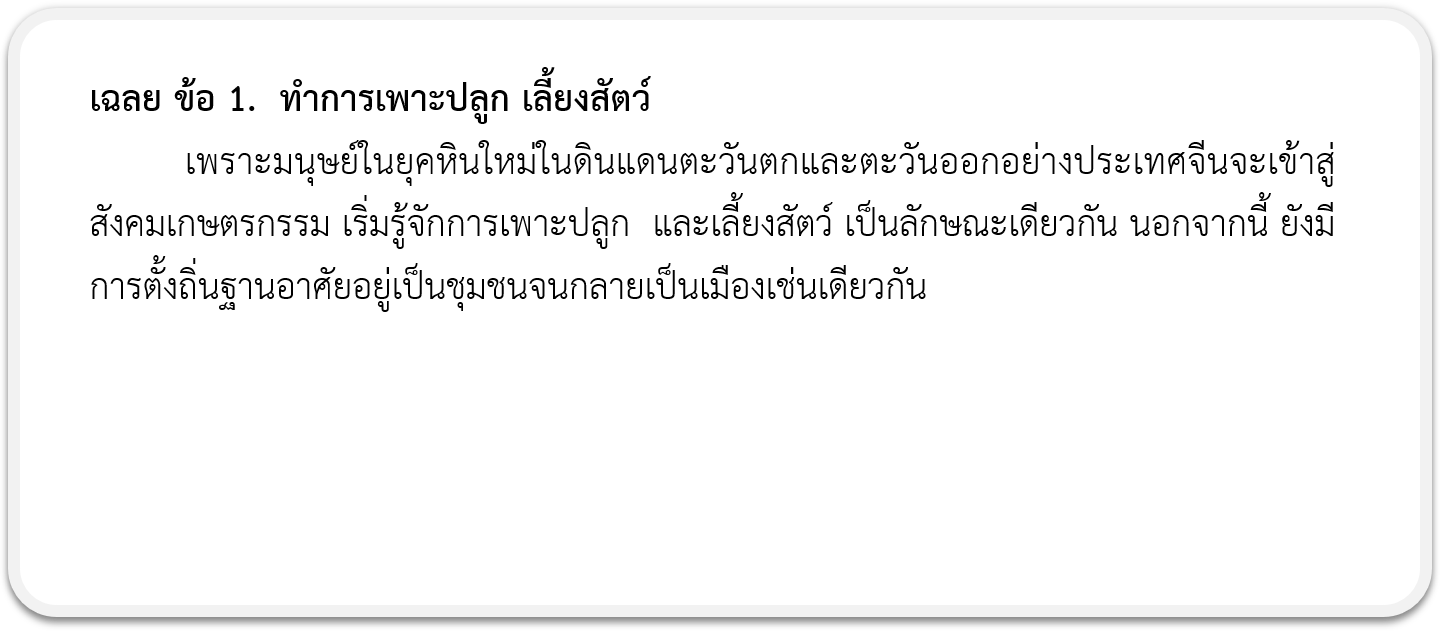 เฉลย ข้อ 1. ทำการเพาะปลูก เลี้ยงสัตว์
เพราะมนุษย์ในยุคหินใหม่ในดินแดนตะวันตกและตะวันออกอย่างประเทศจีนจะเข้าสู่
สังคมเกษตรกรรม เริ่มรู้จักการเพาะปลูก และเลี้ยงสัตว์ เป็นลักษณะเดียวกัน นอกจากนี้ ยังมี
การตั้งถิ่นฐานอาศัยอยู่เป็นชุมชนจนกลายเป็นเมืองเช่นเดียวกัน